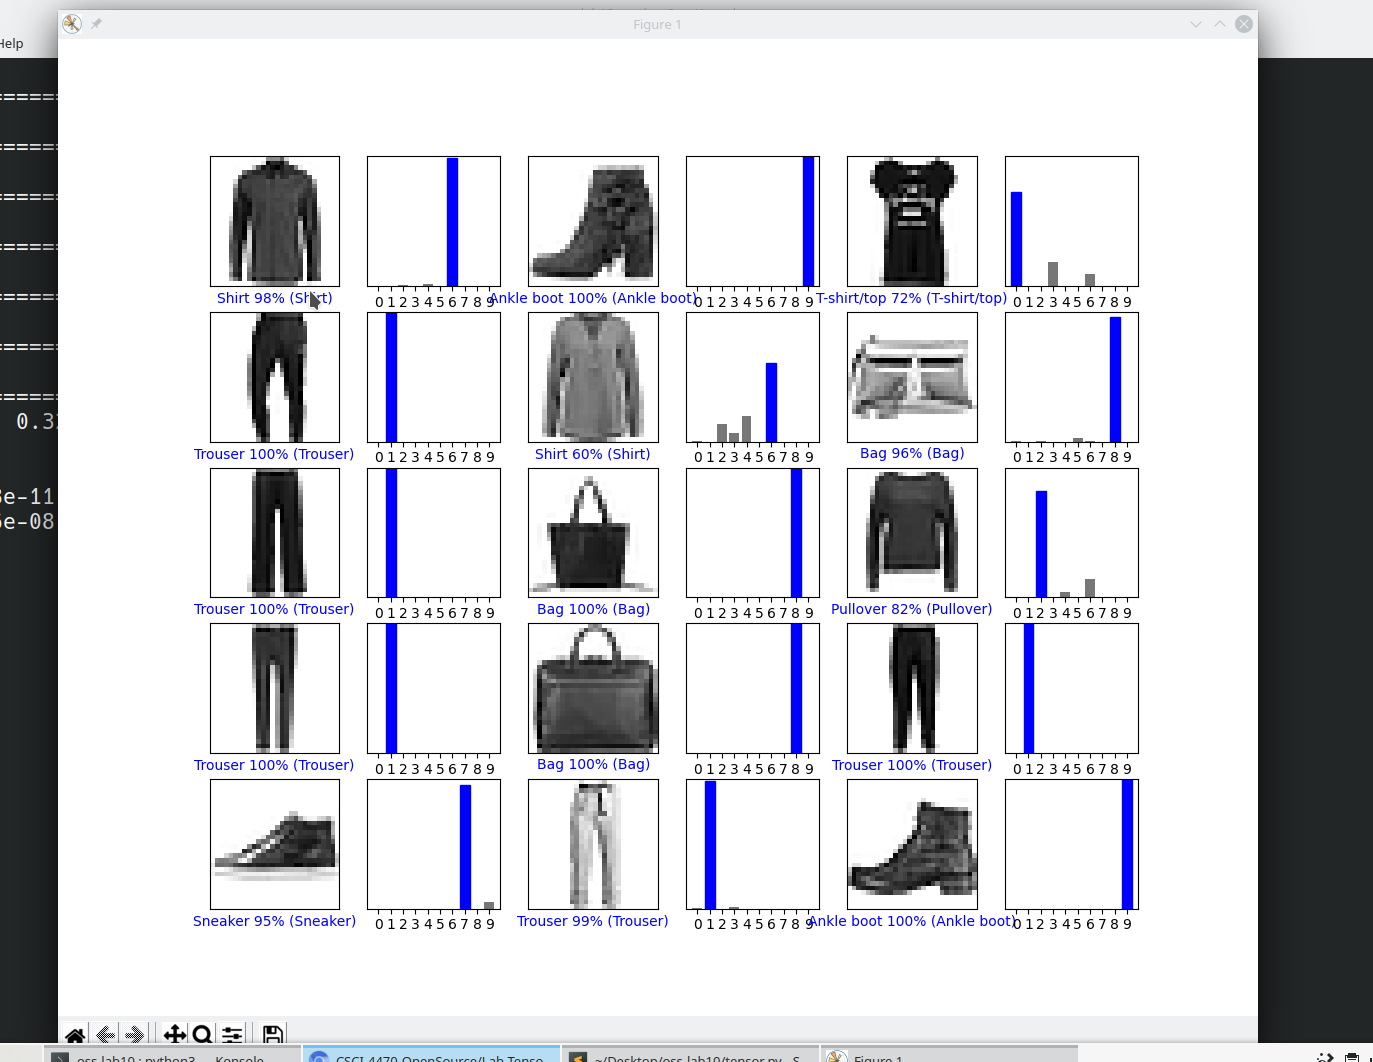 Figure 1
Help
Shirt 98% (Shirt)
0 1 2 3 4 5 6 7 8 9
Ankle boot 100% (Ankle boot)
0 1 2 3 4 5 6 7 8 9
T-shirt/top 72% (T-shirt/top)
0 1 2 3 4 5 6 7 8 9
Trouser 100% (Trouser)
0 1 2 3 4 5 6 7 8 9
Shirt 60% (Shirt)
0 1 2 3 4 5 6 7 8 9
Bag 96% (Bag)
0 1 2 3 4 5 6 7 8 9
0.3
e-11
e-08
Trouser 100% (Trouser)
0 1 2 3 4 5 6 7 8 9
Bag 100% (Bag)
0 1 2 3 4 5 6 7 8 9
Pullover 82% (Pullover)
0 1 2 3 4 5 6 7 8 9
Trouser 100% (Trouser)
0 1 2 3 4 5 6 7 8 9
Bag 100% (Bag)
0 1 2 3 4 5 6 7 8 9
Trouser 100% (Trouser)
0 1 2 3 4 5 6 7 8 9
Sneaker 95% (Sneaker)
0 1 2 3 4 5 6 7 8 9
Trouser 99% (Trouser)
0 1 2 3 4 5 6 7 8 9
Ankle boot 100% (Ankle boot)
0 1 2 3 4 5 6 7 8 9
oss-lab10 : python3 — Konsole
CSCI-4470-OpenSource/Lab-Tenso
~/Desktop/oss-lab10/tensor.py - S
Figure 1